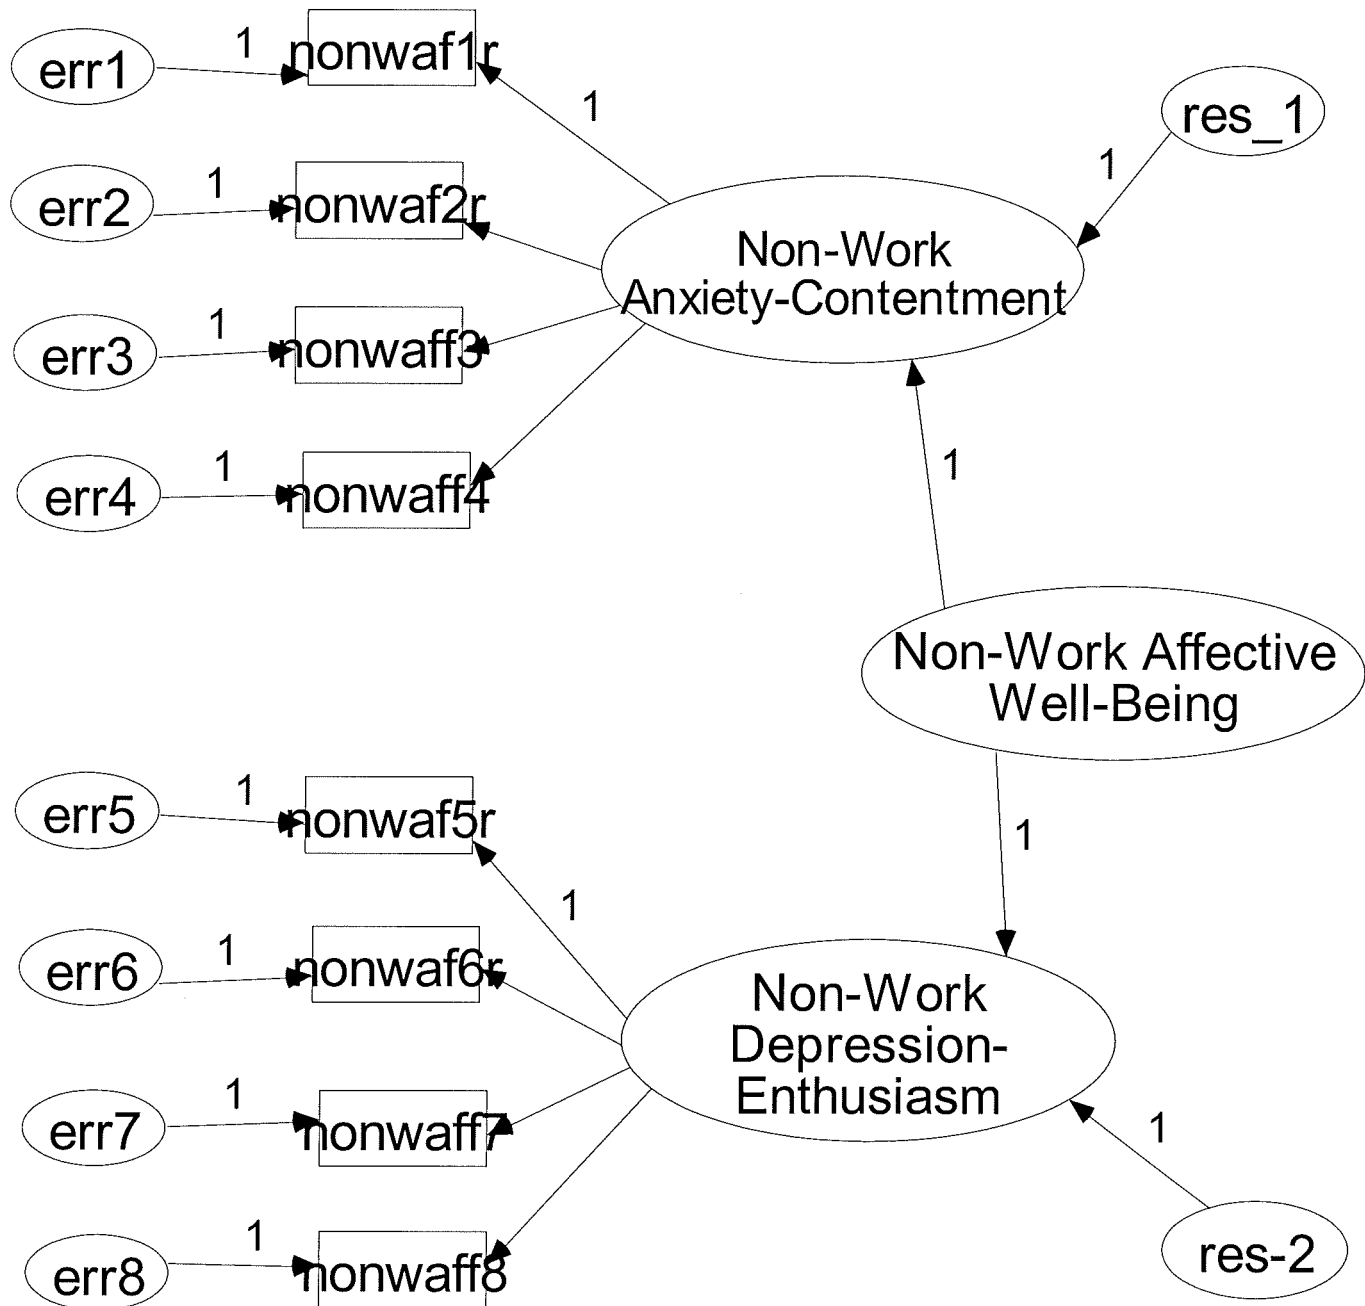 err1
1
nonwaf1r
1
res_1
1
err2
1
nonwaf2r
Non-Work
Anxiety-Contentment
err3
1
nonwaff3
err4
1
nonwaff4
1
Non-Work Affective
Well-Being
err5
1
nonwaf5r
1
1
err6
1
nonwaf6r
Non-Work
Depression-
Enthusiasm
err7
1
nonwaff7
1
err8
1
nonwaff8
res-2